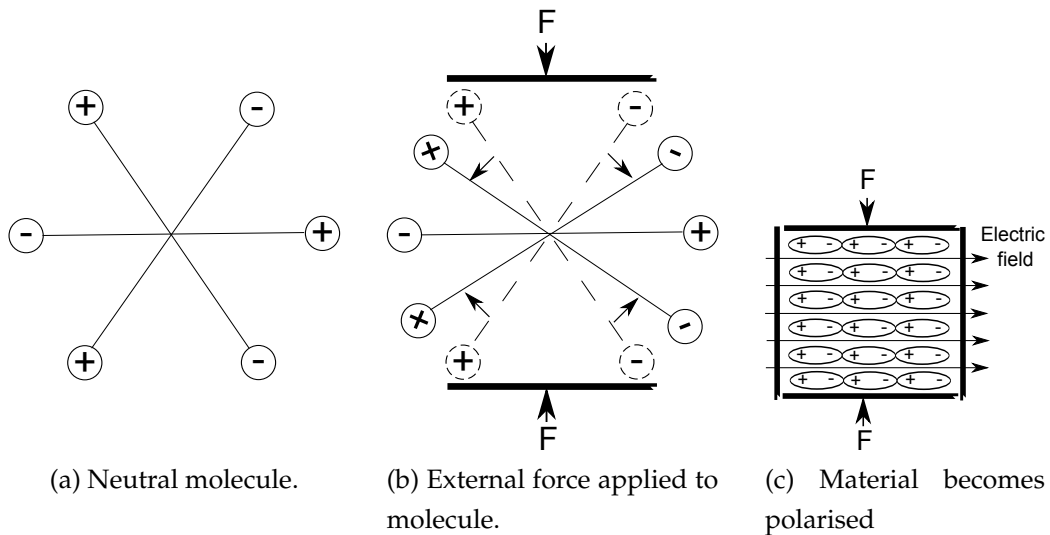 F
+ -
- +
+ -
F
+ -
+ -
- +
+ -
+ -
F
F
Electric
field
+ - + - + -
+ - + - + -
+ - + - + -
+ - + - + -
+ - + - + -
+ - + - + -
F
(a) Neutral molecule.
(b) External force applied to
molecule.
(c) Material becomes
polarised